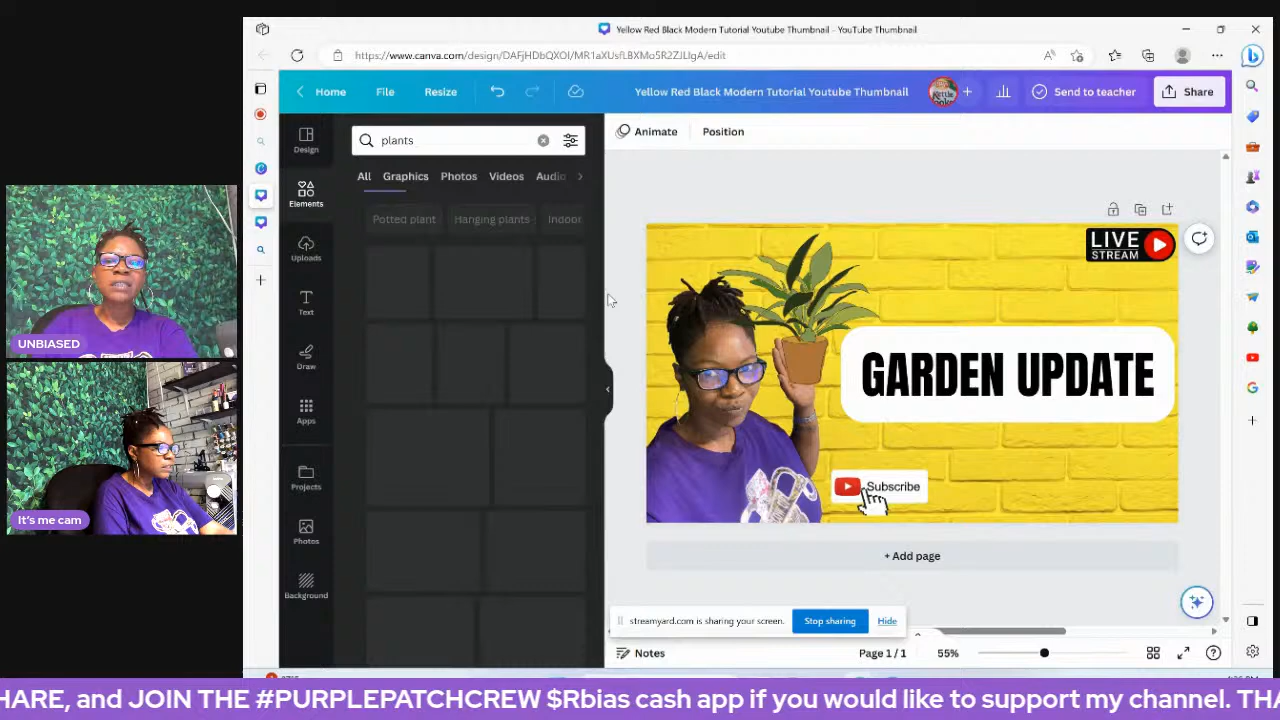 Yellow Red Black Modern Tutorial Youtube Thumbnail - YouTube Thumbnail
https://www.canva.com/design/DAFjHDbQXOI/MR1aXUsfLBXMo5R2ZJLlgA/edit
Home
File
Resize
Yellow Red Black Modern Tutorial Youtube Thumbnail
Send to teacher
Share
Design
Elements
Uploads
Text
Draw
Apps
Projects
Photos
Background
plants
All Graphics Photos Videos Audio
Potted plant Hanging plants Indoor
Animate
Position
LIVE
STREAM
GARDEN UPDATE
Subscribe
+ Add page
streamyard.com is sharing your screen.
Stop sharing
Hide
Notes
Page 1 / 1
55%
UNBIASED
It's me cam
SHARE, and JOIN THE #PURPLEPATCHCREW $Rbias cash app if you would like to support my channel. THA